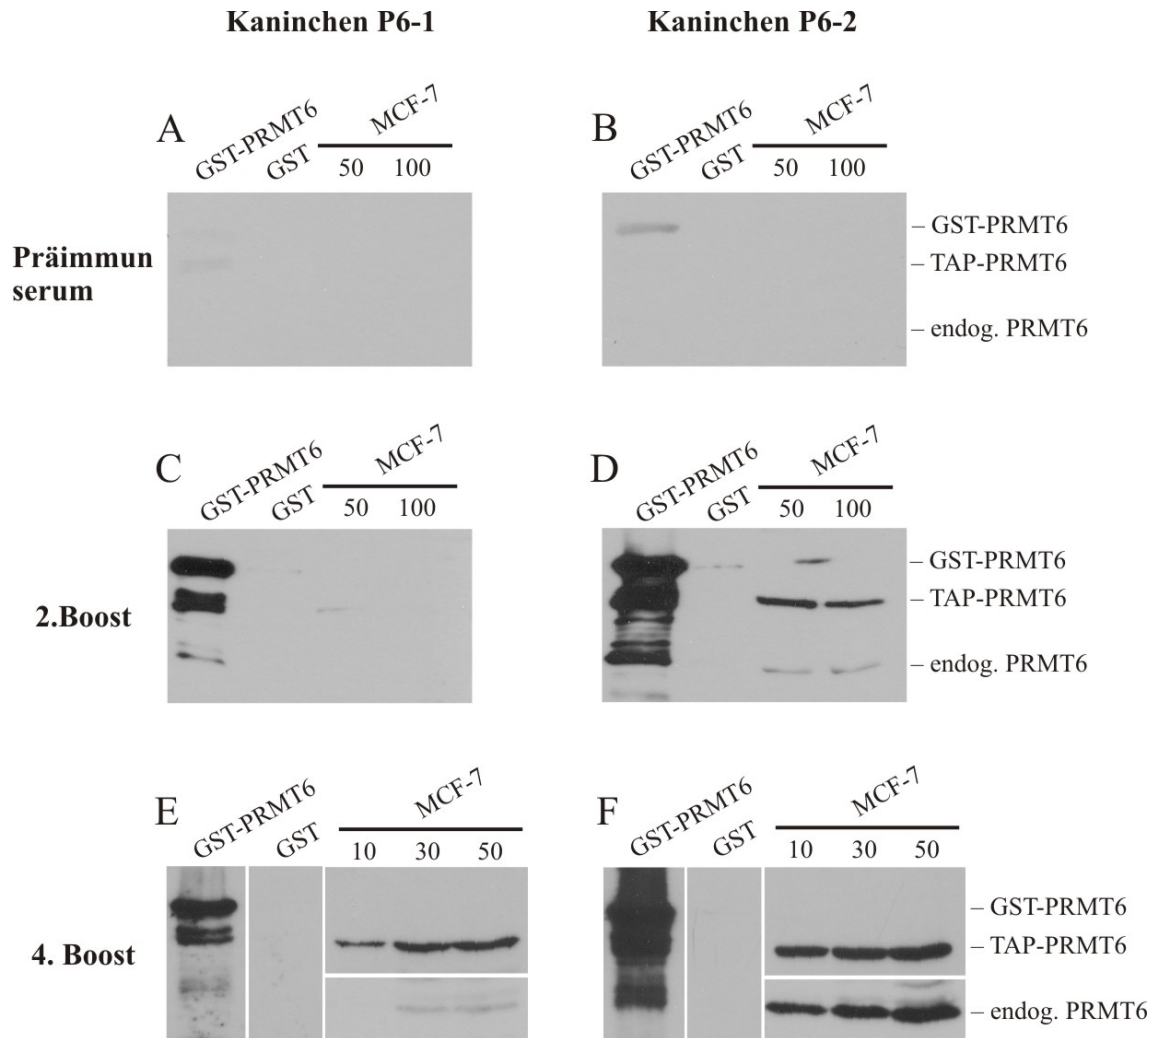 Kaninchen P6-1
Kaninchen P6-2
A
GST-PRMT6
GST
MCF-7
50 100
B
GST-PRMT6
GST
MCF-7
50 100
Präimmun
serum
– GST-PRMT6
– TAP-PRMT6
– endog. PRMT6
C
GST-PRMT6
GST
MCF-7
50 100
D
GST-PRMT6
GST
MCF-7
50 100
2.Boost
– GST-PRMT6
– TAP-PRMT6
– endog. PRMT6
E
GST-PRMT6
GST
MCF-7
10 30 50
F
GST-PRMT6
GST
MCF-7
10 30 50
4. Boost
– GST-PRMT6
– TAP-PRMT6
– endog. PRMT6